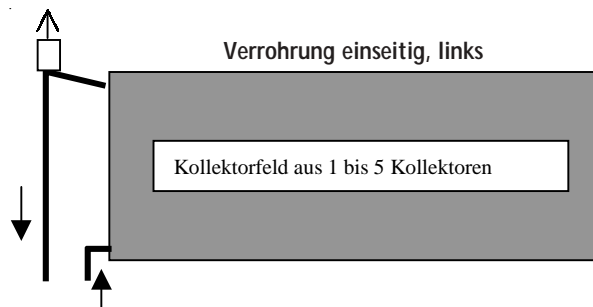 Verrohrung einseitig, links
Kollektorfeld aus 1 bis 5 Kollektoren